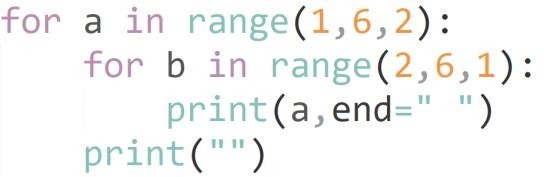 for a in range(1,6,2):
    for b in range(2,6,1):
        print(a,end=" ")
    print("")